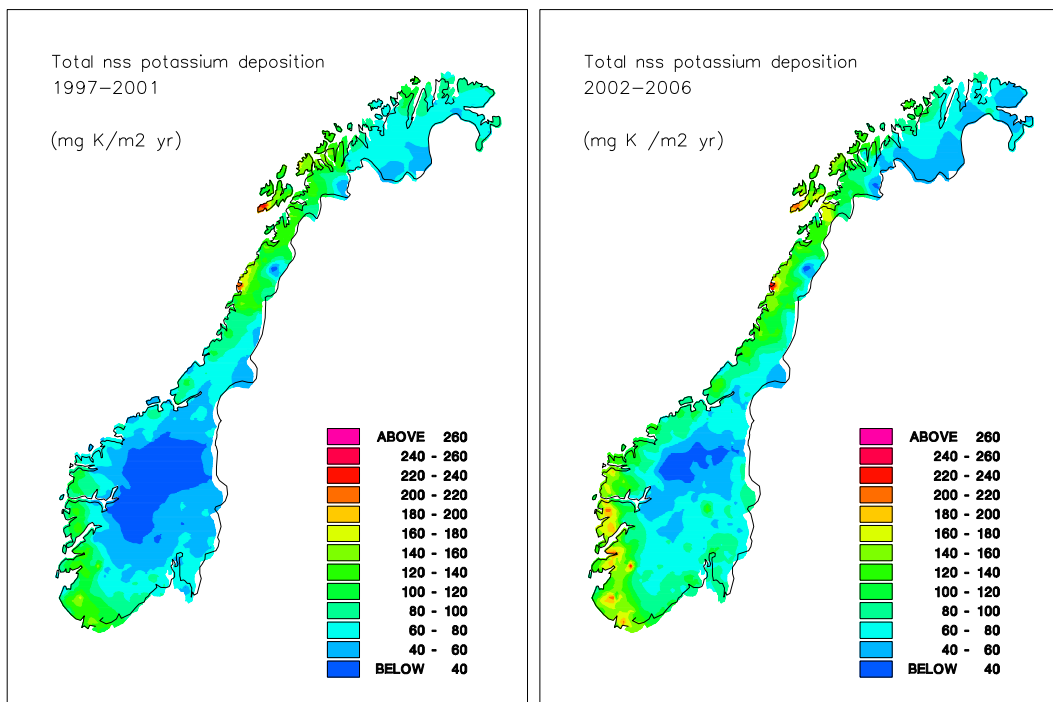 Total nss potassium deposition
1997-2001
(mg K/m2 yr)
ABOVE 260
240 - 260
220 - 240
200 - 220
180 - 200
160 - 180
140 - 160
120 - 140
100 - 120
80 - 100
60 - 80
40 - 60
BELOW 40
Total nss potassium deposition
2002-2006
(mg K /m2 yr)
ABOVE 260
240 - 260
220 - 240
200 - 220
180 - 200
160 - 180
140 - 160
120 - 140
100 - 120
80 - 100
60 - 80
40 - 60
BELOW 40